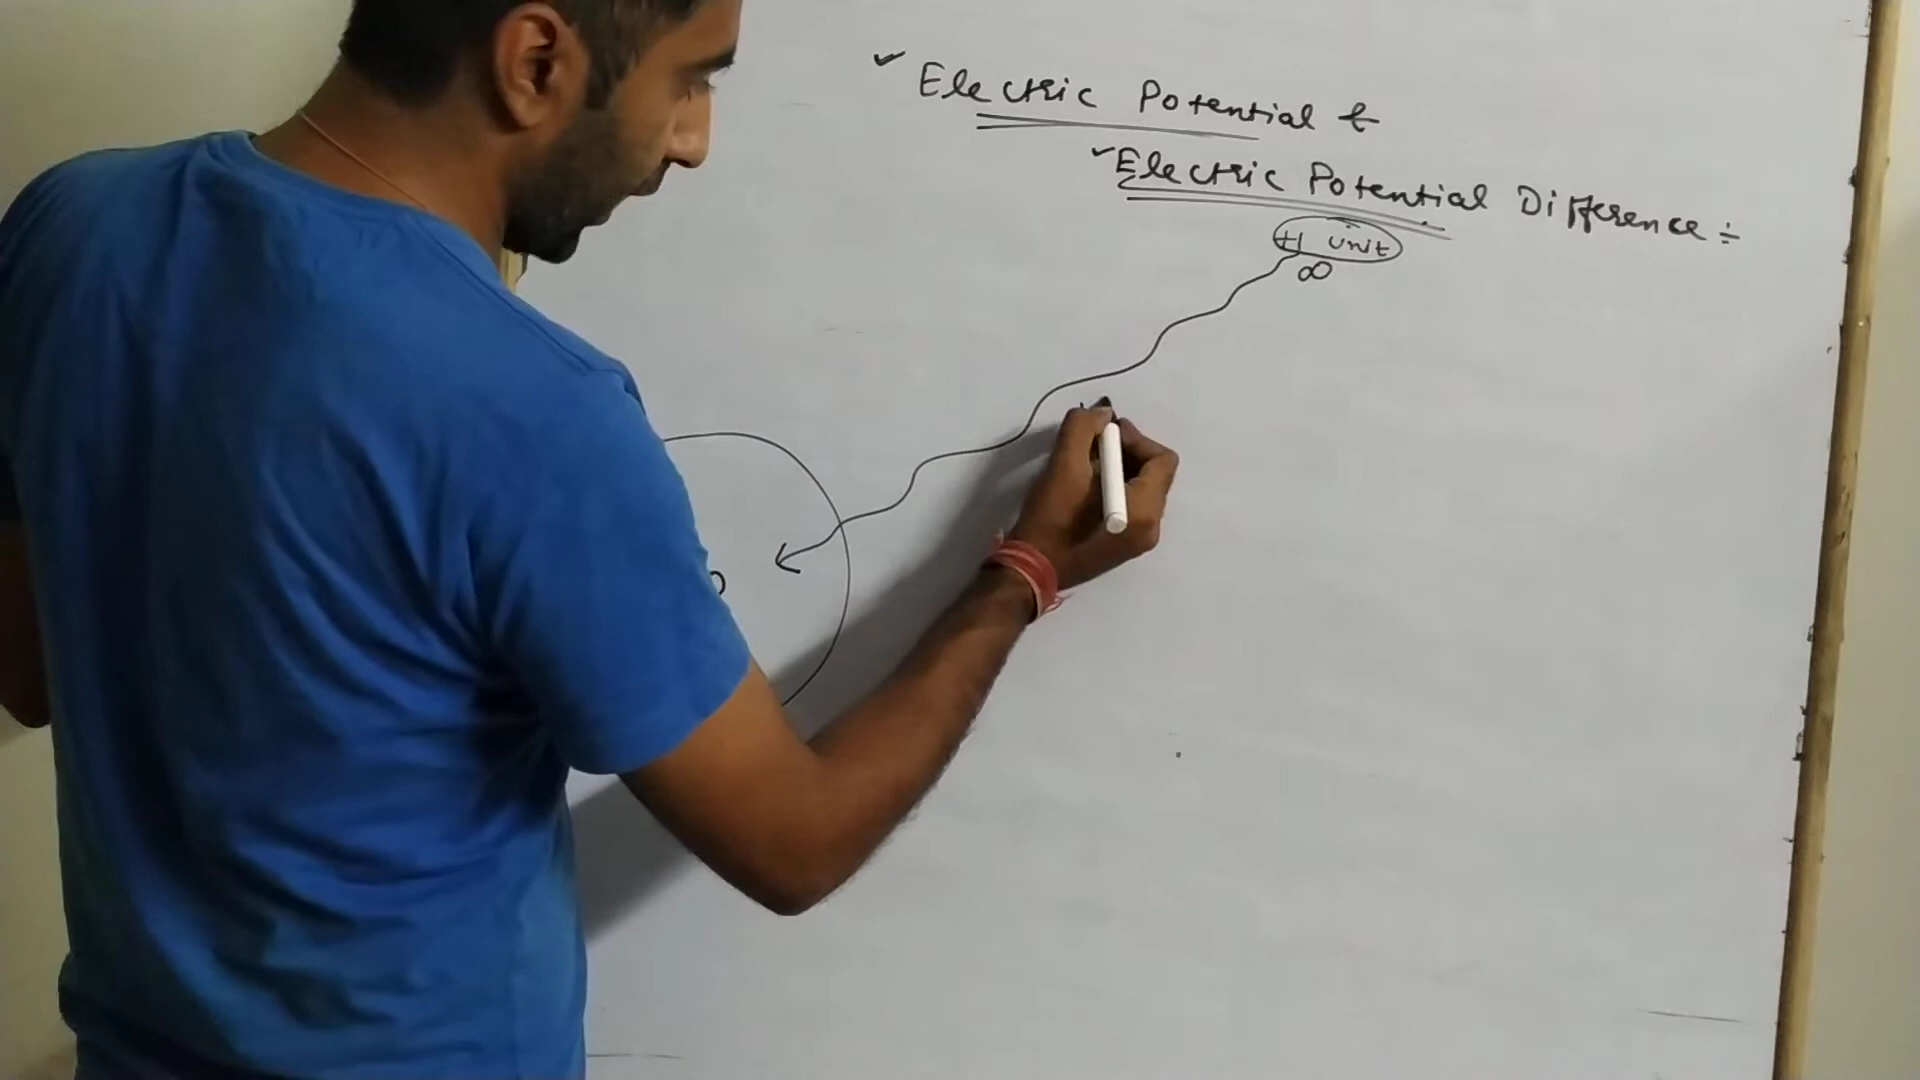 ✓ Electric Potential &
✓ Electric Potential Difference ÷
+1 unit
∞